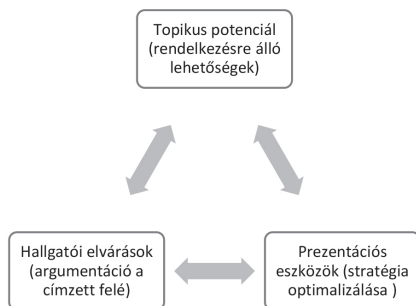 Topikus potenciál
(rendelkezésre álló
lehetőségek)
Hallgatói elvárások
(argumentáció a
címzett felé)
Prezentációs
eszközök (stratégia
optimalizálása )